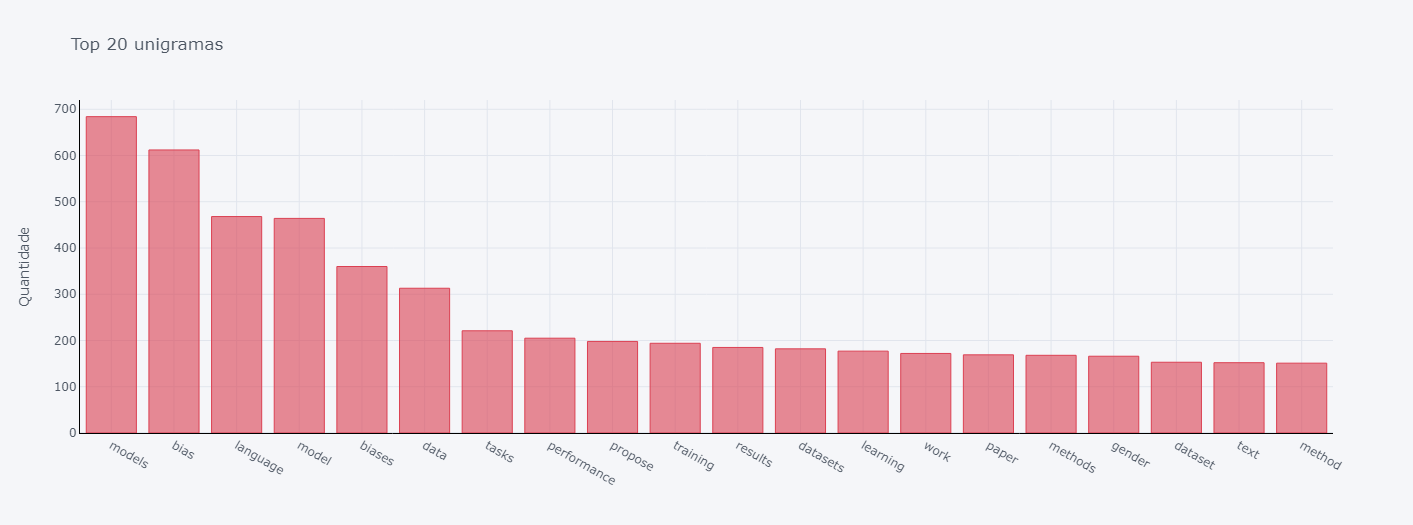 Top 20 unigramas
Quantidade
700
600
500
400
300
200
100
0
models
bias
language
model
biases
data
tasks
performance
propose
training
results
datasets
learning
work
paper
methods
gender
dataset
text
method